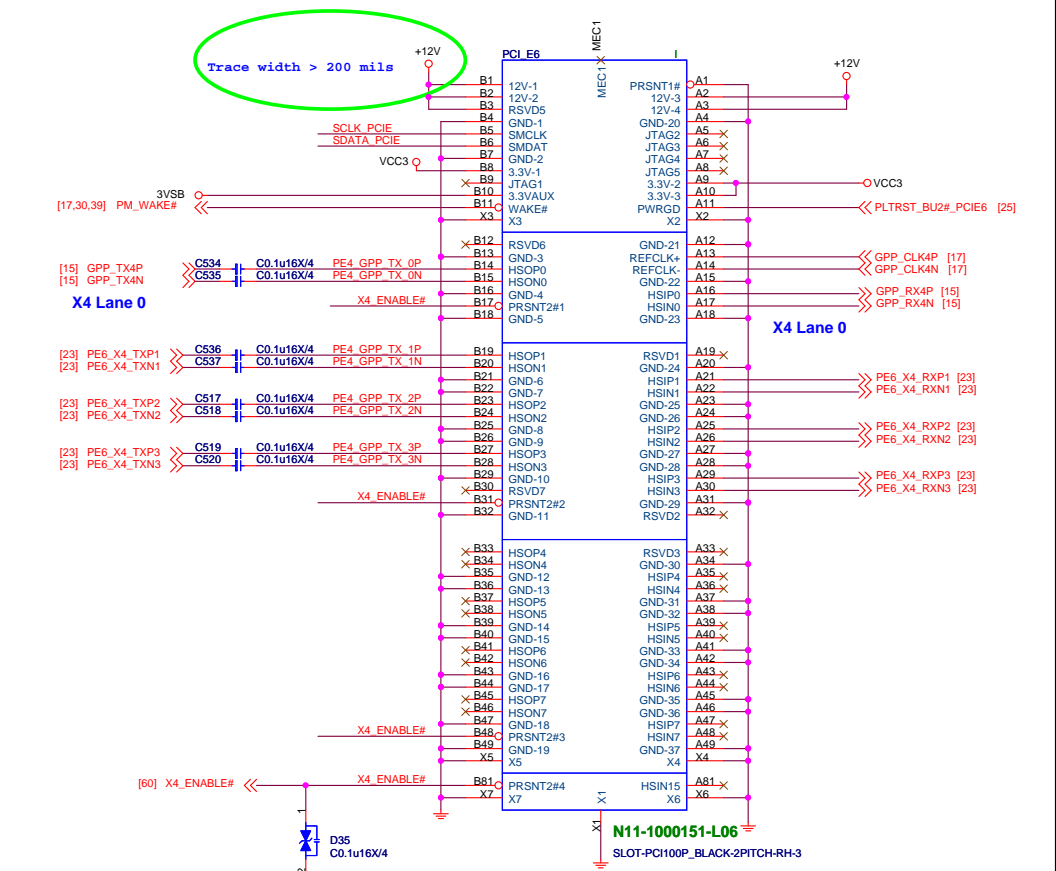 MEC1
PCI_E6 I
+12V
Trace width > 200 mils
+12V
MEC1
B1 12V-1 PRSNT1# A1
B2 12V-2 12V-3 A2
B3 RSVD5 12V-4 A3
B4 GND-1 GND-20 A4
SCLK_PCIE B5 SMCLK JTAG2 A5
SDATA_PCIE B6 SMDAT JTAG3 A6
B7 GND-2 JTAG4 A7
VCC3 B8 3.3V-1 JTAG5 A8
B9 JTAG1 3.3V-2 A9 VCC3
3VSB B10 3.3VAUX 3.3V-3 A10
[17,30,39] PM_WAKE# B11 WAKE# PWRGD A11 PLTRST_BU2#_PCIE6 [25]
X3 X3 X2 X2
B12 RSVD6 GND-21 A12
B13 GND-3 REFCLK+ A13 GPP_CLK4P [17]
[15] GPP_TX4P C534 C0.1u16X/4 PE4_GPP_TX_0P B14 HSOP0 REFCLK- A14 GPP_CLK4N [17]
[15] GPP_TX4N C535 C0.1u16X/4 PE4_GPP_TX_0N B15 HSON0 GND-22 A15
B16 GND-4 HSIP0 A16 GPP_RX4P [15]
X4 Lane 0 X4_ENABLE# B17 PRSNT2#1 HSIN0 A17 GPP_RX4N [15]
B18 GND-5 GND-23 A18
X4 Lane 0
[23] PE6_X4_TXP1 C536 C0.1u16X/4 PE4_GPP_TX_1P B19 HSOP1 RSVD1 A19
[23] PE6_X4_TXN1 C537 C0.1u16X/4 PE4_GPP_TX_1N B20 HSON1 GND-24 A20
B21 GND-6 HSIP1 A21 PE6_X4_RXP1 [23]
B22 GND-7 HSIN1 A22 PE6_X4_RXN1 [23]
[23] PE6_X4_TXP2 C517 C0.1u16X/4 PE4_GPP_TX_2P B23 HSOP2 GND-25 A23
[23] PE6_X4_TXN2 C518 C0.1u16X/4 PE4_GPP_TX_2N B24 HSON2 GND-26 A24
B25 GND-8 HSIP2 A25 PE6_X4_RXP2 [23]
B26 GND-9 HSIN2 A26 PE6_X4_RXN2 [23]
[23] PE6_X4_TXP3 C519 C0.1u16X/4 PE4_GPP_TX_3P B27 HSOP3 GND-27 A27
[23] PE6_X4_TXN3 C520 C0.1u16X/4 PE4_GPP_TX_3N B28 HSON3 GND-28 A28
B29 GND-10 HSIP3 A29 PE6_X4_RXP3 [23]
B30 RSVD7 HSIN3 A30 PE6_X4_RXN3 [23]
X4_ENABLE# B31 PRSNT2#2 GND-29 A31
B32 GND-11 RSVD2 A32
B33 HSOP4 RSVD3 A33
B34 HSON4 GND-30 A34
B35 GND-12 HSIP4 A35
B36 GND-13 HSIN4 A36
B37 HSOP5 GND-31 A37
B38 HSON5 GND-32 A38
B39 GND-14 HSIP5 A39
B40 GND-15 HSIN5 A40
B41 HSOP6 GND-33 A41
B42 HSON6 GND-34 A42
B43 GND-16 HSIP6 A43
B44 GND-17 HSIN6 A44
B45 HSOP7 GND-35 A45
B46 HSON7 GND-36 A46
B47 GND-18 HSIP7 A47
X4_ENABLE# B48 PRSNT2#3 HSIN7 A48
B49 GND-19 GND-37 A49
X5 X5 X4 X4
[60] X4_ENABLE# X4_ENABLE# B81 PRSNT2#4 HSIN15 A81
X7 X7 X1 X6 X6
1
X1
N11-1000151-L06
D35
C0.1u16X/4
SLOT-PCI100P_BLACK-2PITCH-RH-3